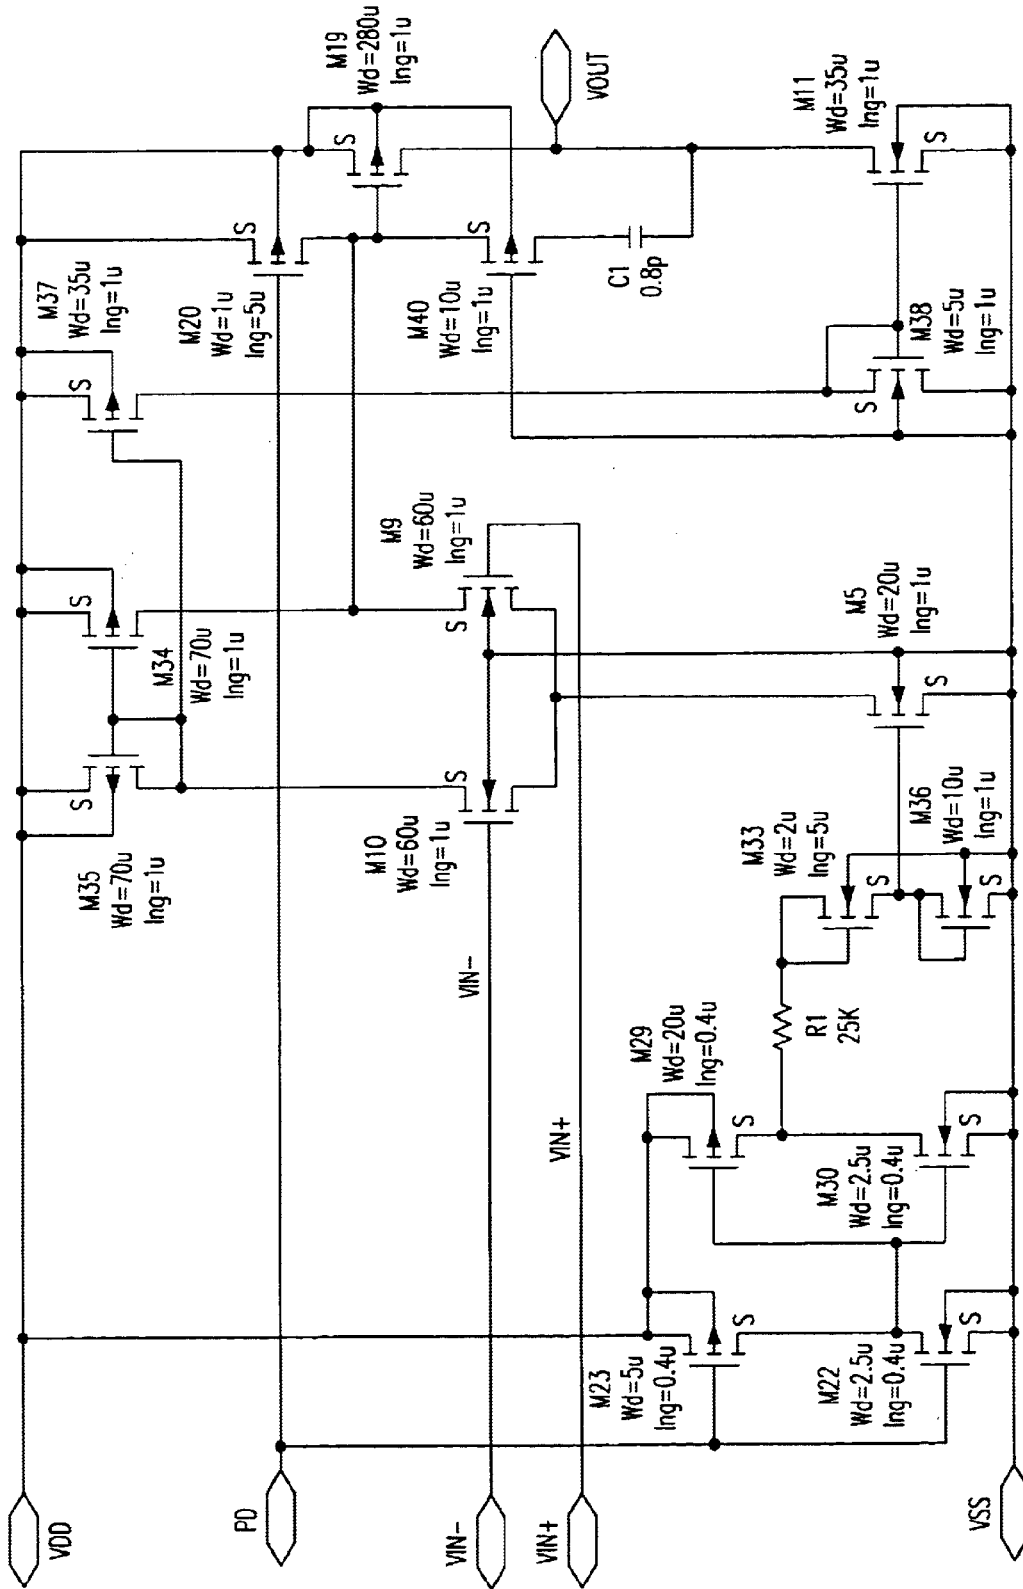 VDD
PD
VIN-
VIN+
VSS
M35
Wd=70u
lng=1u
S
S
M34
Wd=70u
lng=1u
M37
Wd=35u
lng=1u
S
M20
Wd=1u
lng=5u
S
M19
Wd=280u
lng=1u
S
M40
Wd=10u
lng=1u
S
C1
0.8p
VOUT
M11
Wd=35u
lng=1u
S
M38
Wd=5u
lng=1u
S
M9
Wd=60u
lng=1u
S
M10
Wd=60u
lng=1u
S
VIN-
VIN+
M5
Wd=20u
lng=1u
S
M36
Wd=10u
lng=1u
S
M33
Wd=2u
lng=5u
S
R1
25K
M29
Wd=20u
lng=0.4u
S
M30
Wd=2.5u
lng=0.4u
S
M23
Wd=5u
lng=0.4u
S
M22
Wd=2.5u
lng=0.4u
S